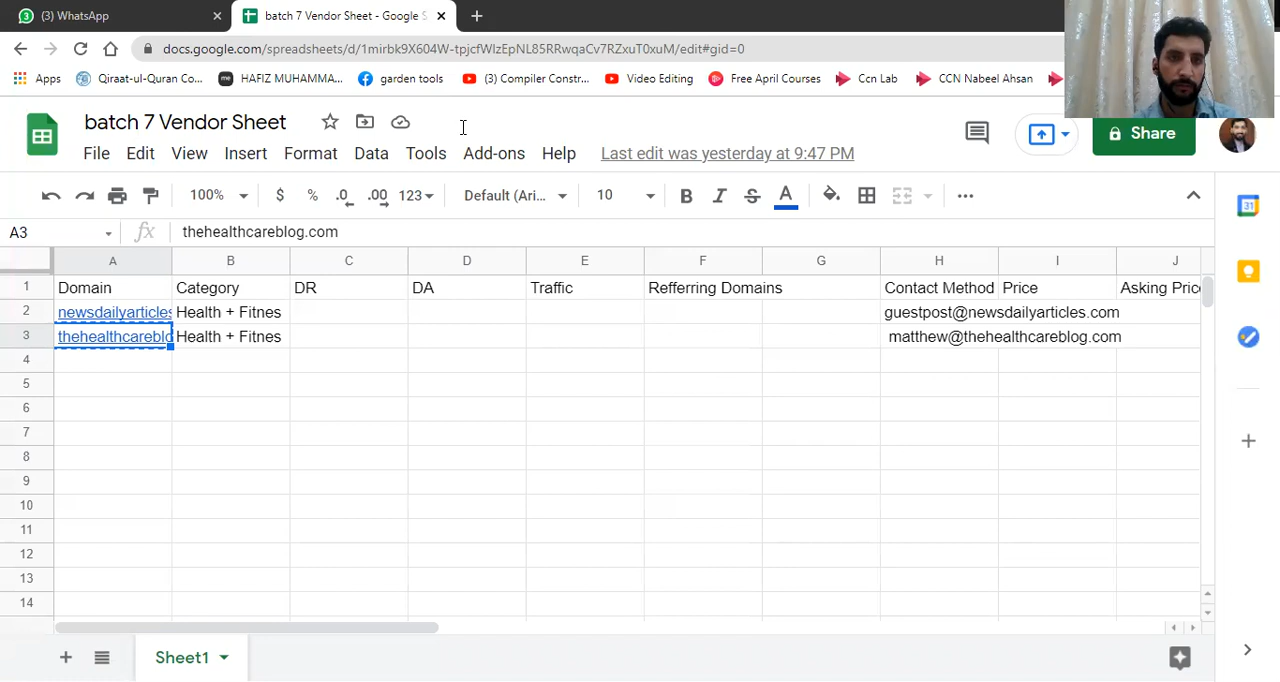 (3) WhatsApp
batch 7 Vendor Sheet - Google S
docs.google.com/spreadsheets/d/1mirbk9X604W-tpjcfWIzEpNL85RRwqaCv7RZxuT0xuM/edit#gid=0
Apps Qiraat-ul-Quran Co... HAFIZ MUHAMMA... garden tools (3) Compiler Constr... Video Editing Free April Courses Ccn Lab CCN Nabeel Ahsan
batch 7 Vendor Sheet
Share
File Edit View Insert Format Data Tools Add-ons Help Last edit was yesterday at 9:47 PM
100% $ % .0 .00 123 Default (Ari... 10 B I S A
A3 fx thehealthcareblog.com
A B C D E F G H I J
1 Domain Category DR DA Traffic Refferring Domains Contact Method Price Asking Pric
2 newsdailyarticles Health + Fitnes guestpost@newsdailyarticles.com
3 thehealthcareblo Health + Fitnes matthew@thehealthcareblog.com
4
5
6
7
8
9
10
11
12
13
14
Sheet1
31